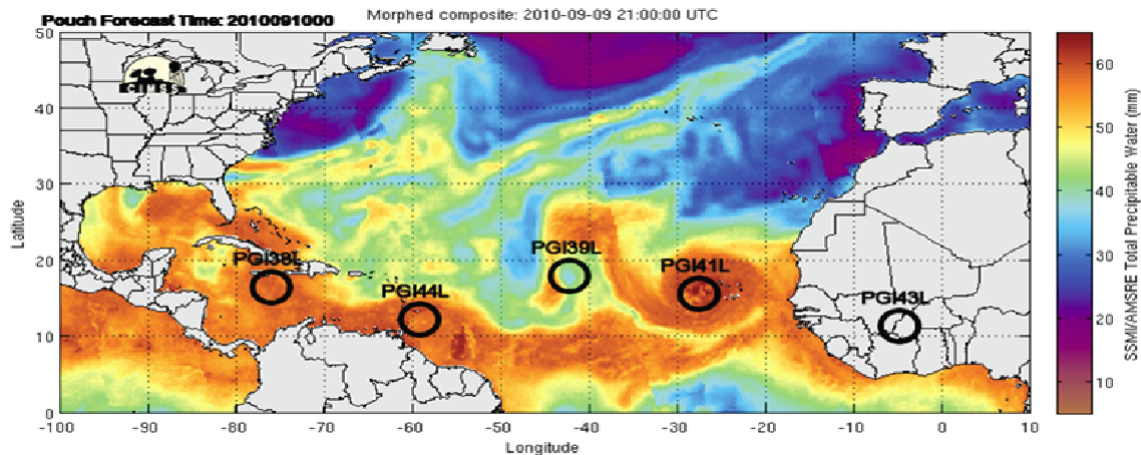 Pouch Forecast Time: 2010091000
Morphed composite: 2010-09-09 21:00:00 UTC
50
40
30
20
10
0
Latitude
PGI38L
PGI44L
PGI39L
PGI41L
PGI43L
-100 -90 -80 -70 -60 -50 -40 -30 -20 -10 0 10
Longitude
60
50
40
30
20
10
SSMI/AMSRE Total Precipitable Water (mm)